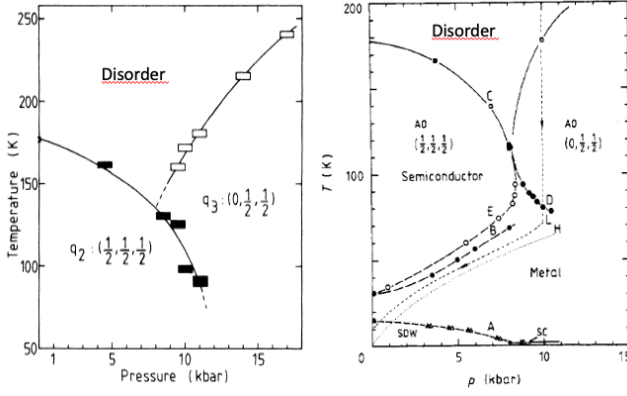 250
200
150
100
50
Temperature (K)
Disorder
q3 : (0, 1/2, 1/2)
q2 : (1/2, 1/2, 1/2)
1
5
10
15
Pressure (kbar)
200
100
0
T (K)
Disorder
C
AO
(1/2, 1/2, 1/2)
AO
(0, 1/2, 1/2)
Semiconductor
D
E
L
B
H
Metal
A
SDW
SC
0
5
10
15
p (kbar)